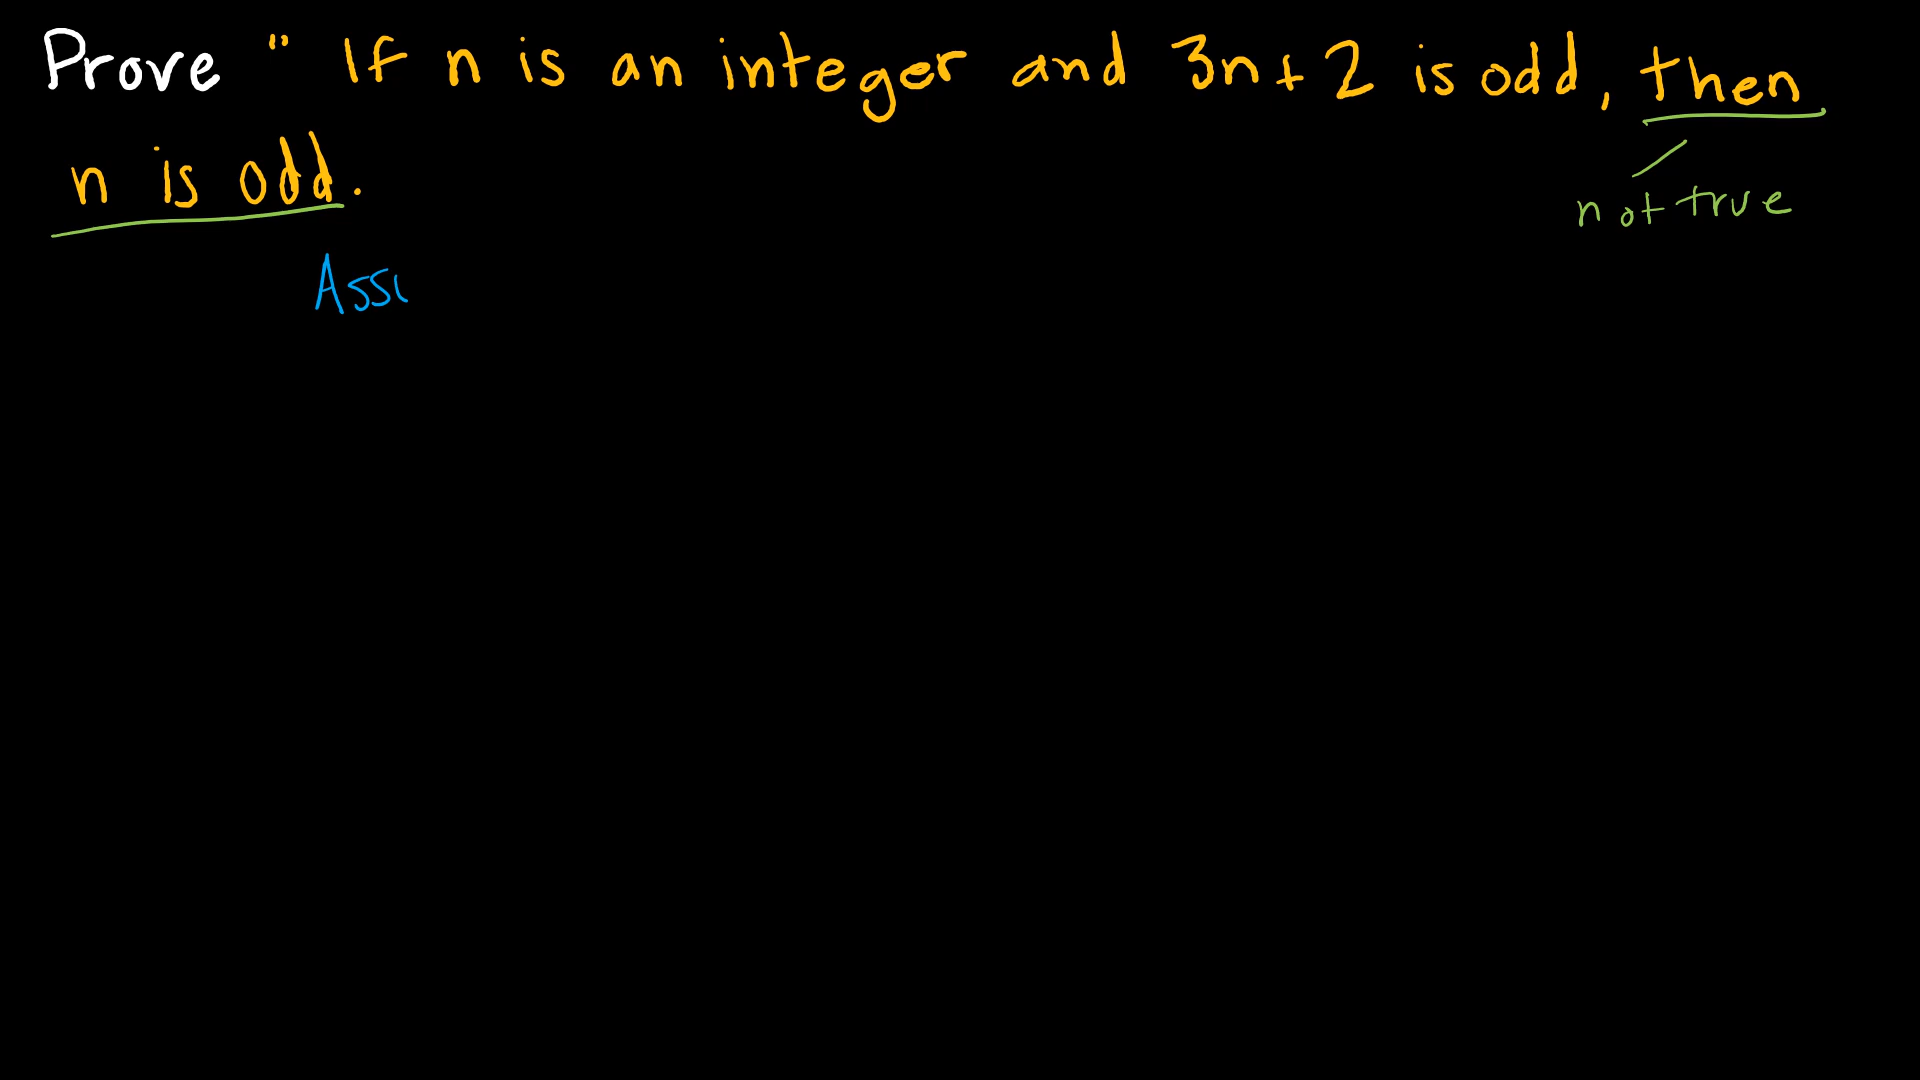 Prove " If n is an integer and 3n+2 is odd, then
n is odd.
not true
Ass